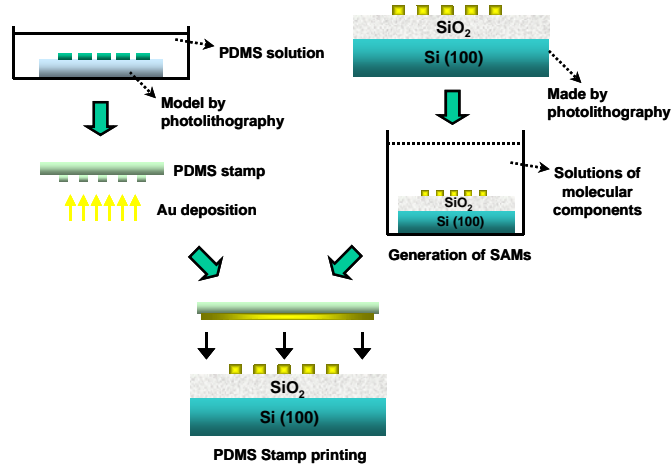 PDMS solution
Model by
photolithography
PDMS stamp
Au deposition
SiO2
Si (100)
Made by
photolithography
Solutions of
molecular
components
SiO2
Si (100)
Generation of SAMs
SiO2
Si (100)
PDMS Stamp printing